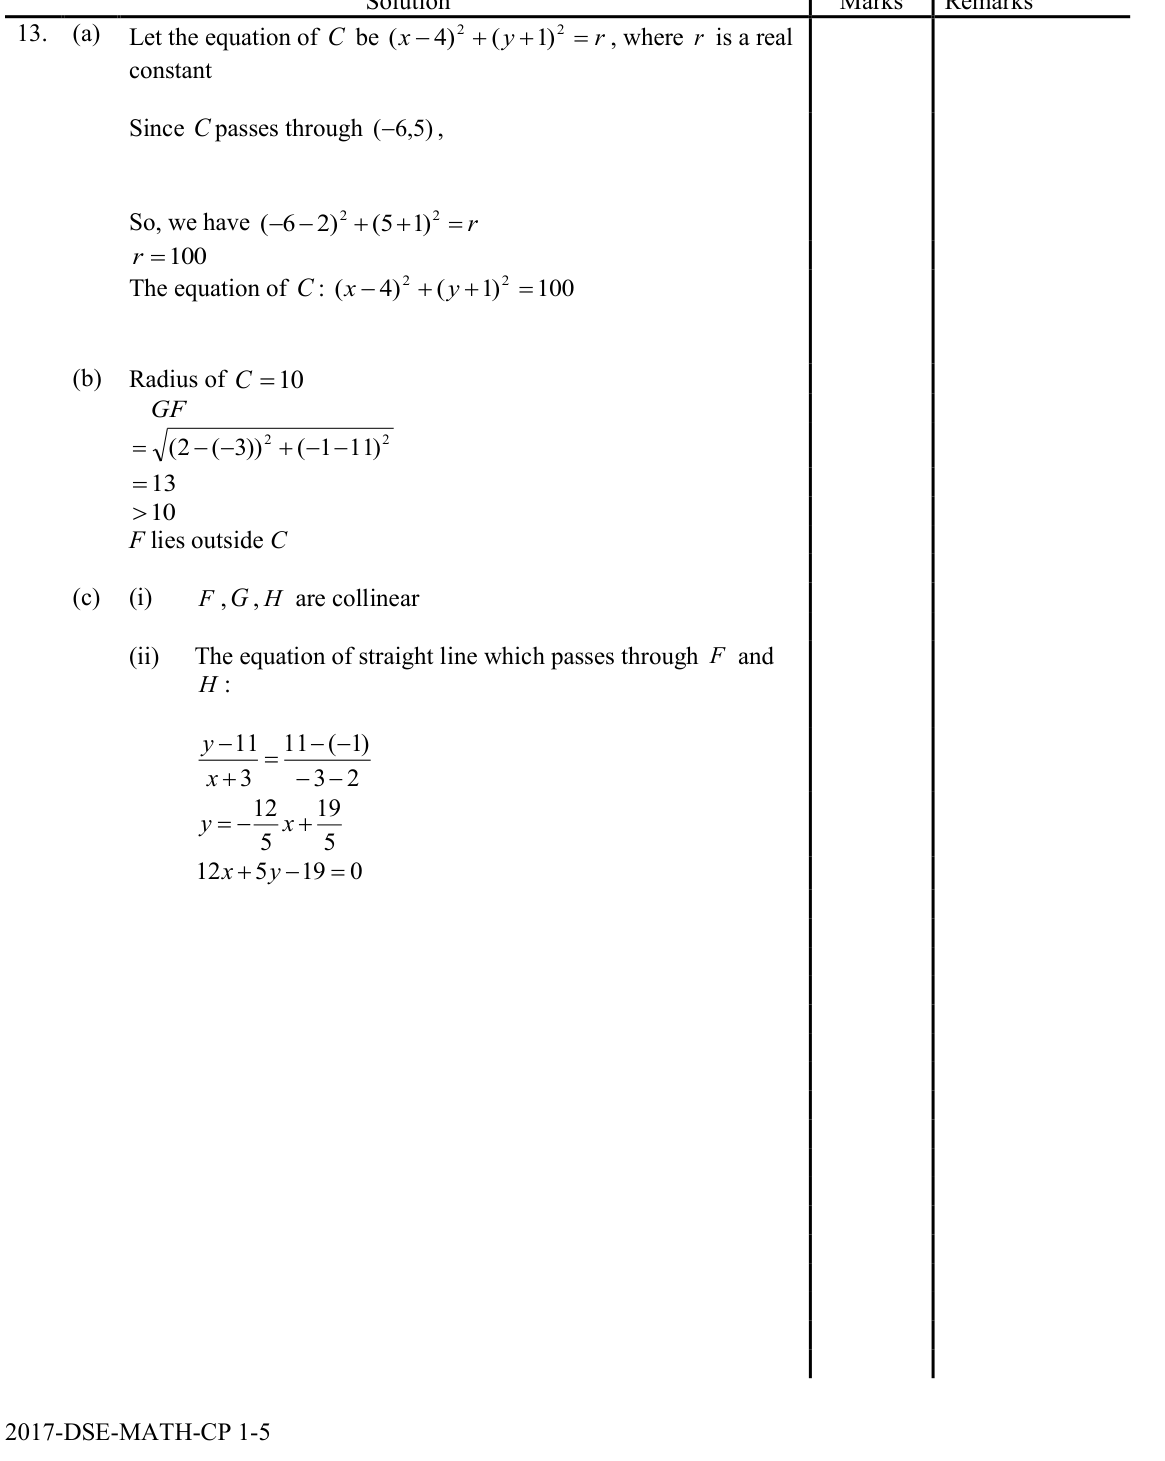 Solution Marks Remarks
13. (a) Let the equation of C be (x−4)² + (y+1)² = r, where r is a real
constant
Since C passes through (−6,5),
So, we have (−6−2)² + (5+1)² = r
r = 100
The equation of C: (x−4)² + (y+1)² = 100
(b) Radius of C = 10
GF
= √((2−(−3))² + (−1−11)²)
= 13
> 10
F lies outside C
(c) (i) F, G, H are collinear
(ii) The equation of straight line which passes through F and
H:
(y−11)/(x+3) = (11−(−1))/(−3−2)
y = −12/5 x + 19/5
12x + 5y − 19 = 0
2017-DSE-MATH-CP 1-5